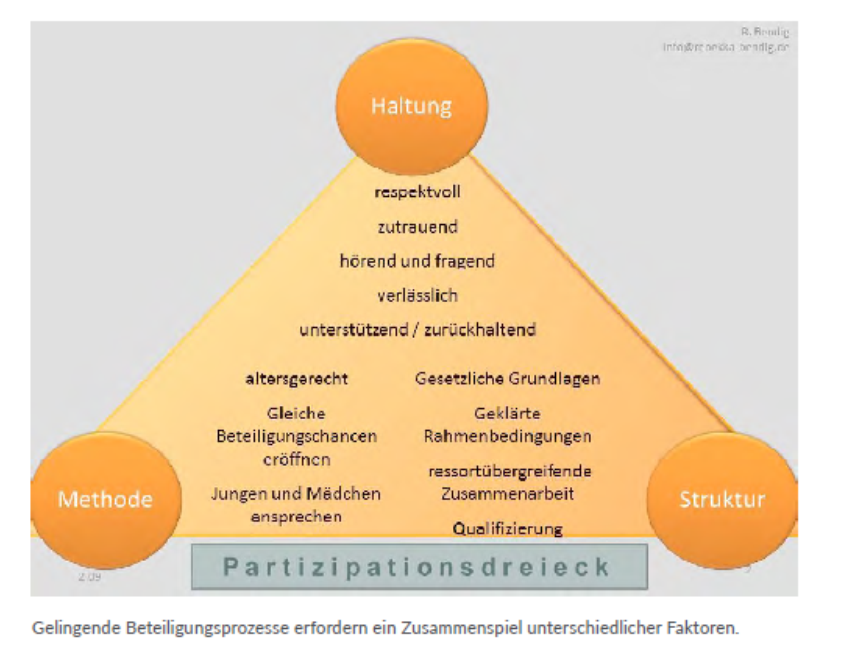 R. Bendig
Haltung
respektvoll
zutrauend
hörend und fragend
verlässlich
unterstützend / zurückhaltend
altersgerecht
Gleiche
Beteiligungschancen
eröffnen
Jungen und Mädchen
ansprechen
Gesetzliche Grundlagen
Geklärte
Rahmenbedingungen
ressortübergreifende
Zusammenarbeit
Qualifizierung
Methode
Struktur
Partizipationsdreieck
Gelingende Beteiligungsprozesse erfordern ein Zusammenspiel unterschiedlicher Faktoren.